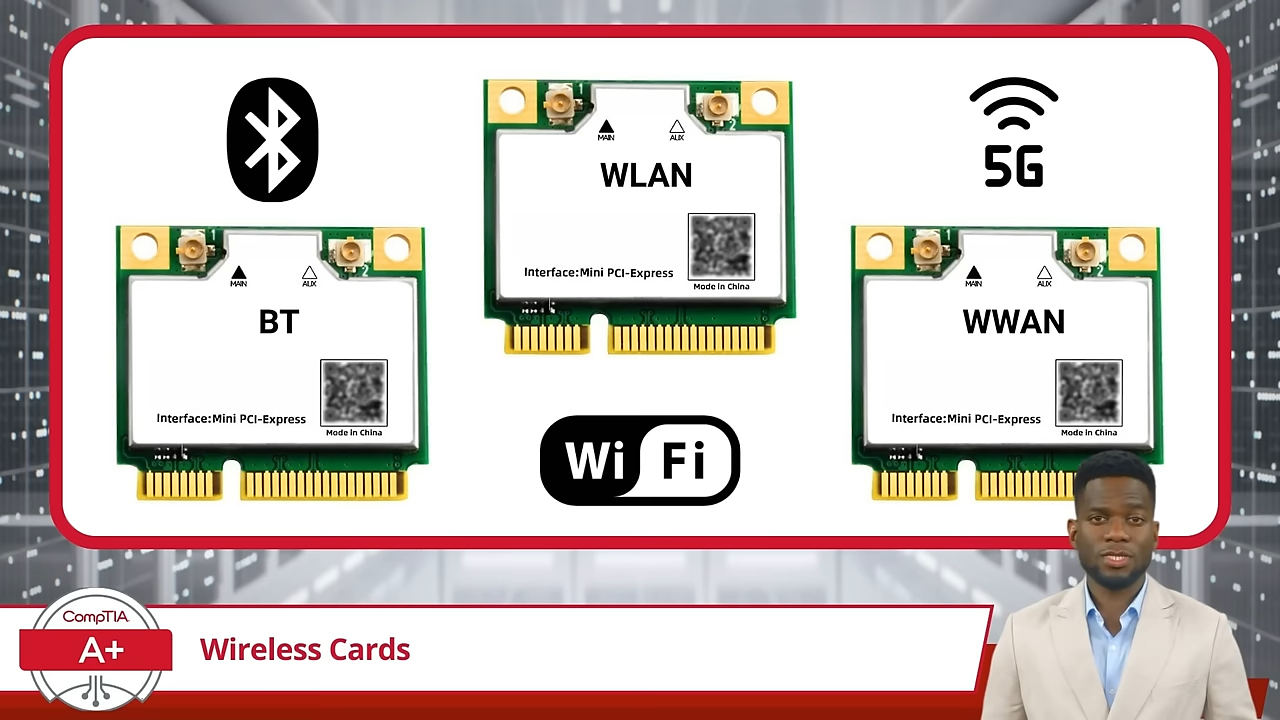 1
MAIN
AUX
2
WLAN
Interface:Mini PCI-Express
Made in China
5G
1
MAIN
AUX
2
BT
Interface:Mini PCI-Express
Made in China
1
MAIN
AUX
2
WWAN
Interface:Mini PCI-Express
Made in China
Wi Fi
CompTIA
A+
Wireless Cards